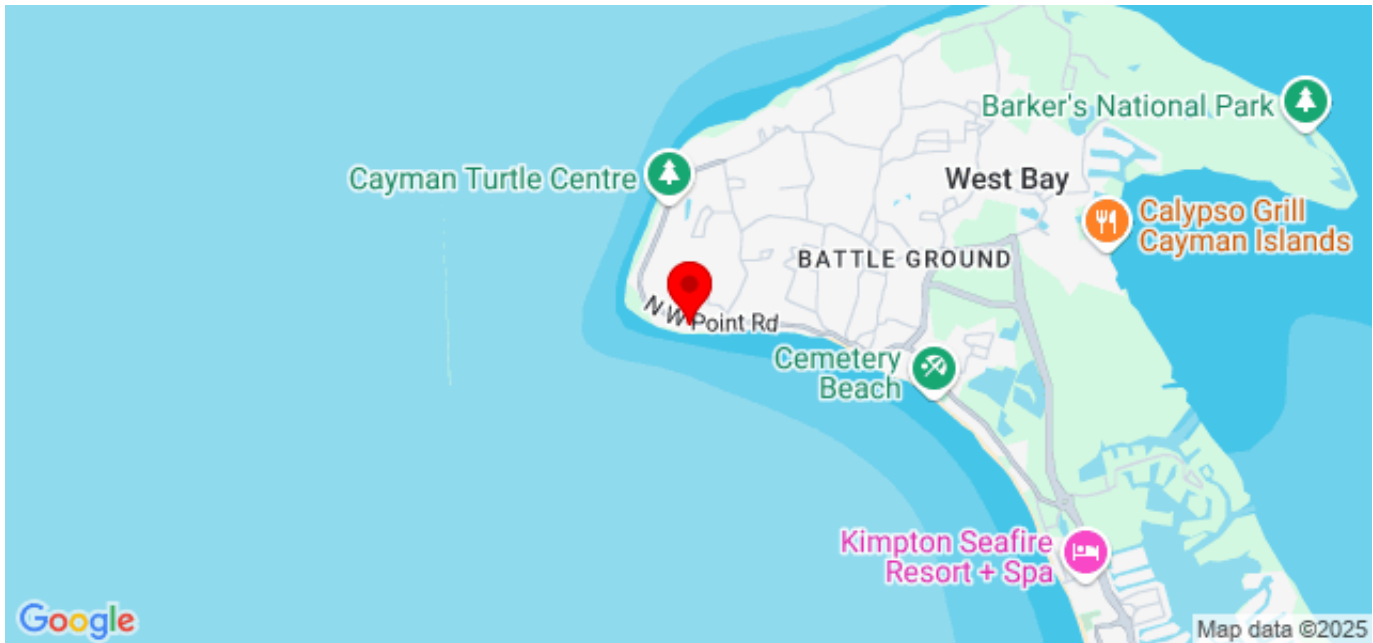 Barker's National Park
Cayman Turtle Centre
West Bay
Calypso Grill
Cayman Islands
BATTLE GROUND
N W Point Rd
Cemetery
Beach
Kimpton Seafire
Resort + Spa
Google
Map data ©2025